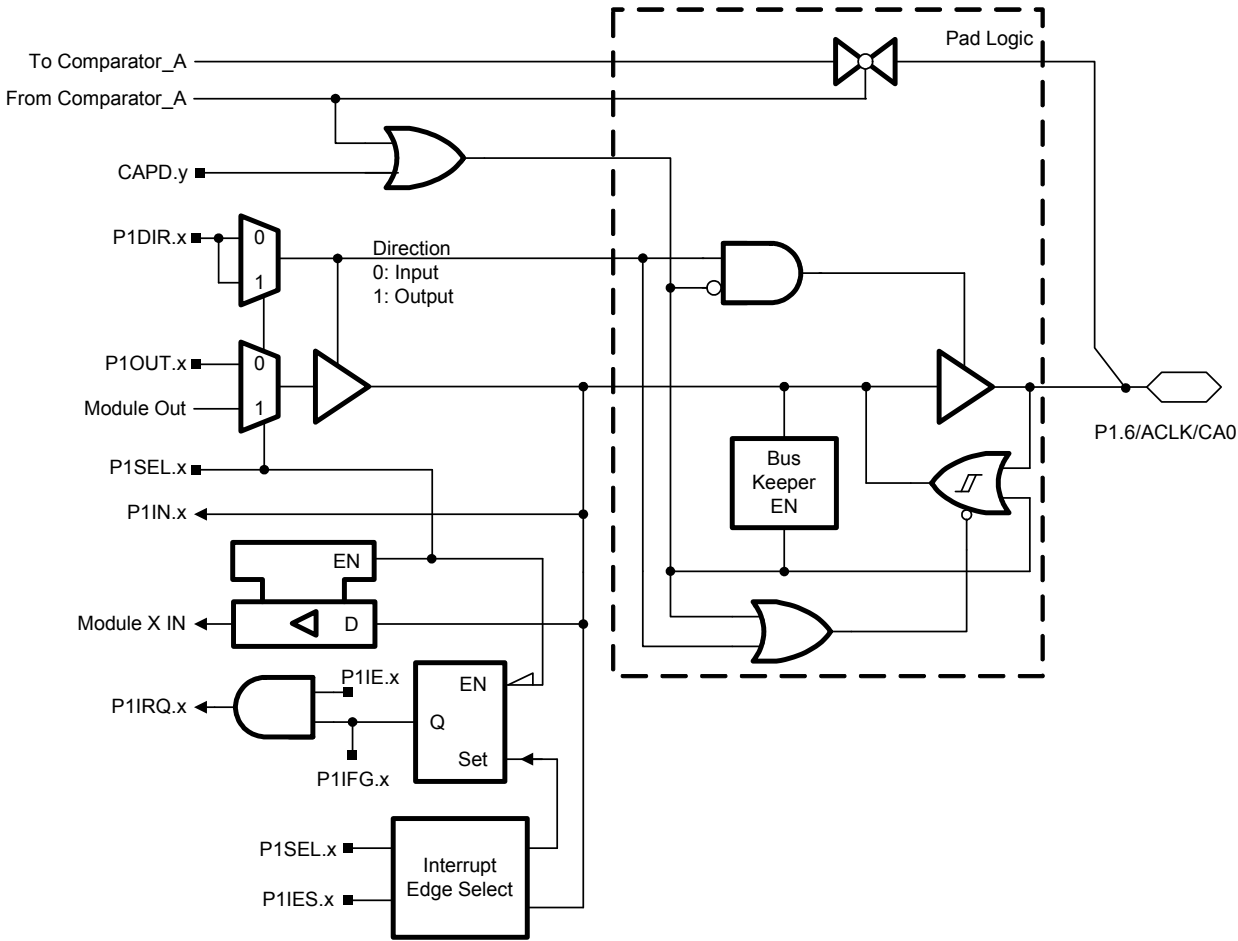 Pad Logic
To Comparator_A
From Comparator_A
CAPD.y
P1DIR.x
0
1
Direction
0: Input
1: Output
P1OUT.x
0
Module Out
1
P1SEL.x
P1.6/ACLK/CA0
Bus
Keeper
EN
P1IN.x
EN
Module X IN
D
P1IE.x
EN
P1IRQ.x
Q
Set
P1IFG.x
P1SEL.x
Interrupt
Edge Select
P1IES.x